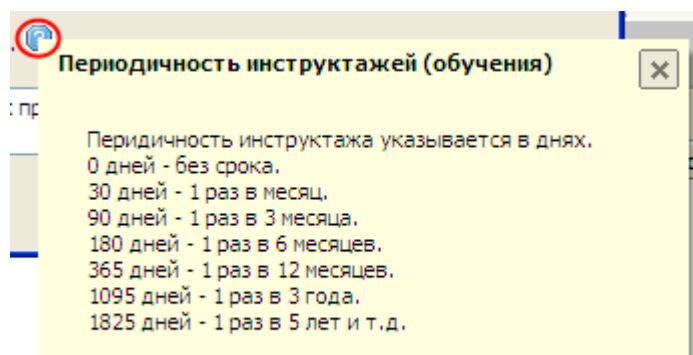 Периодичность инструктажей (обучения)
пр
Перидичность инструктажа указывается в днях.
0 дней - без срока.
30 дней - 1 раз в месяц.
90 дней - 1 раз в 3 месяца.
180 дней - 1 раз в 6 месяцев.
365 дней - 1 раз в 12 месяцев.
1095 дней - 1 раз в 3 года.
1825 дней - 1 раз в 5 лет и т.д.